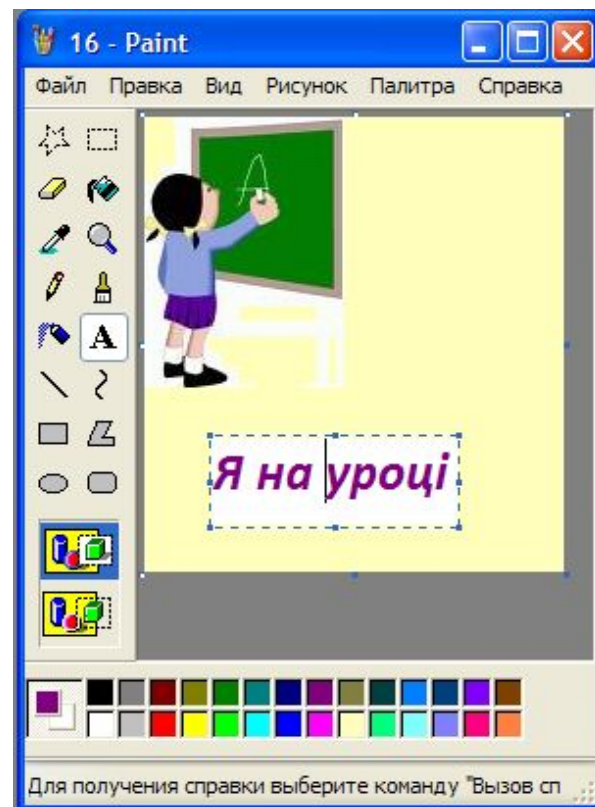 16 - Paint
Файл Правка Вид Рисунок Палитра Справка
A
A
Я на уроці
Для получения справки выберите команду "Вызов сп